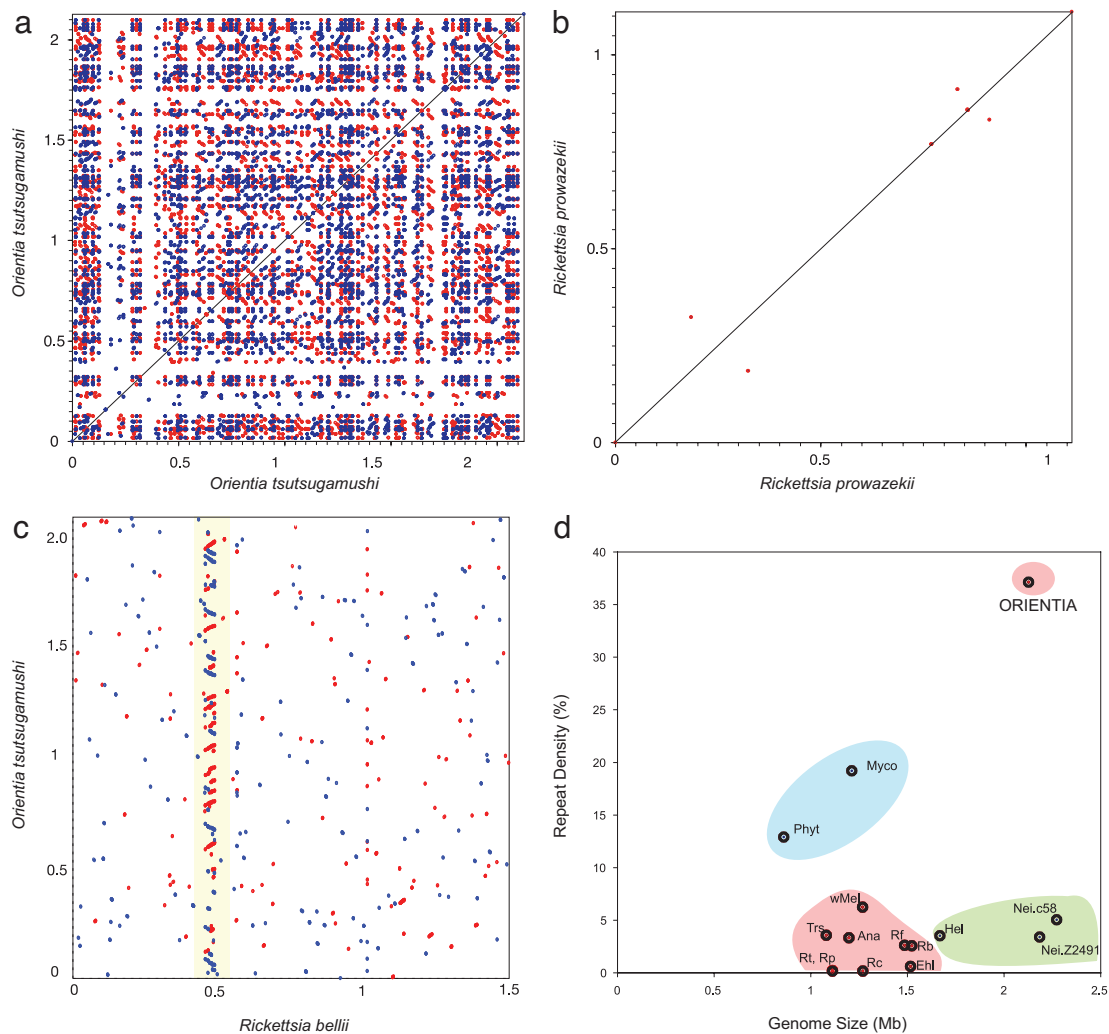 a
2
1.5
1
0.5
0
Orientia tsutsugamushi
0
0.5
1
1.5
2
Orientia tsutsugamushi
b
1
0.5
0
Rickettsia prowazekii
0
0.5
1
Rickettsia prowazekii
c
2.0
1.5
1
0.5
0
Orientia tsutsugamushi
0
0.5
1.0
1.5
Rickettsia bellii
d
40
35
30
25
20
15
10
5
0
Repeat Density (%)
ORIENTIA
Myco
Phyt
wMel
Trs
Ana
Rf
Rb
Hel
Nei.c58
Nei.Z2491
Rt, Rp
Rc
Ehl
0
0.5
1
1.5
2
2.5
Genome Size (Mb)